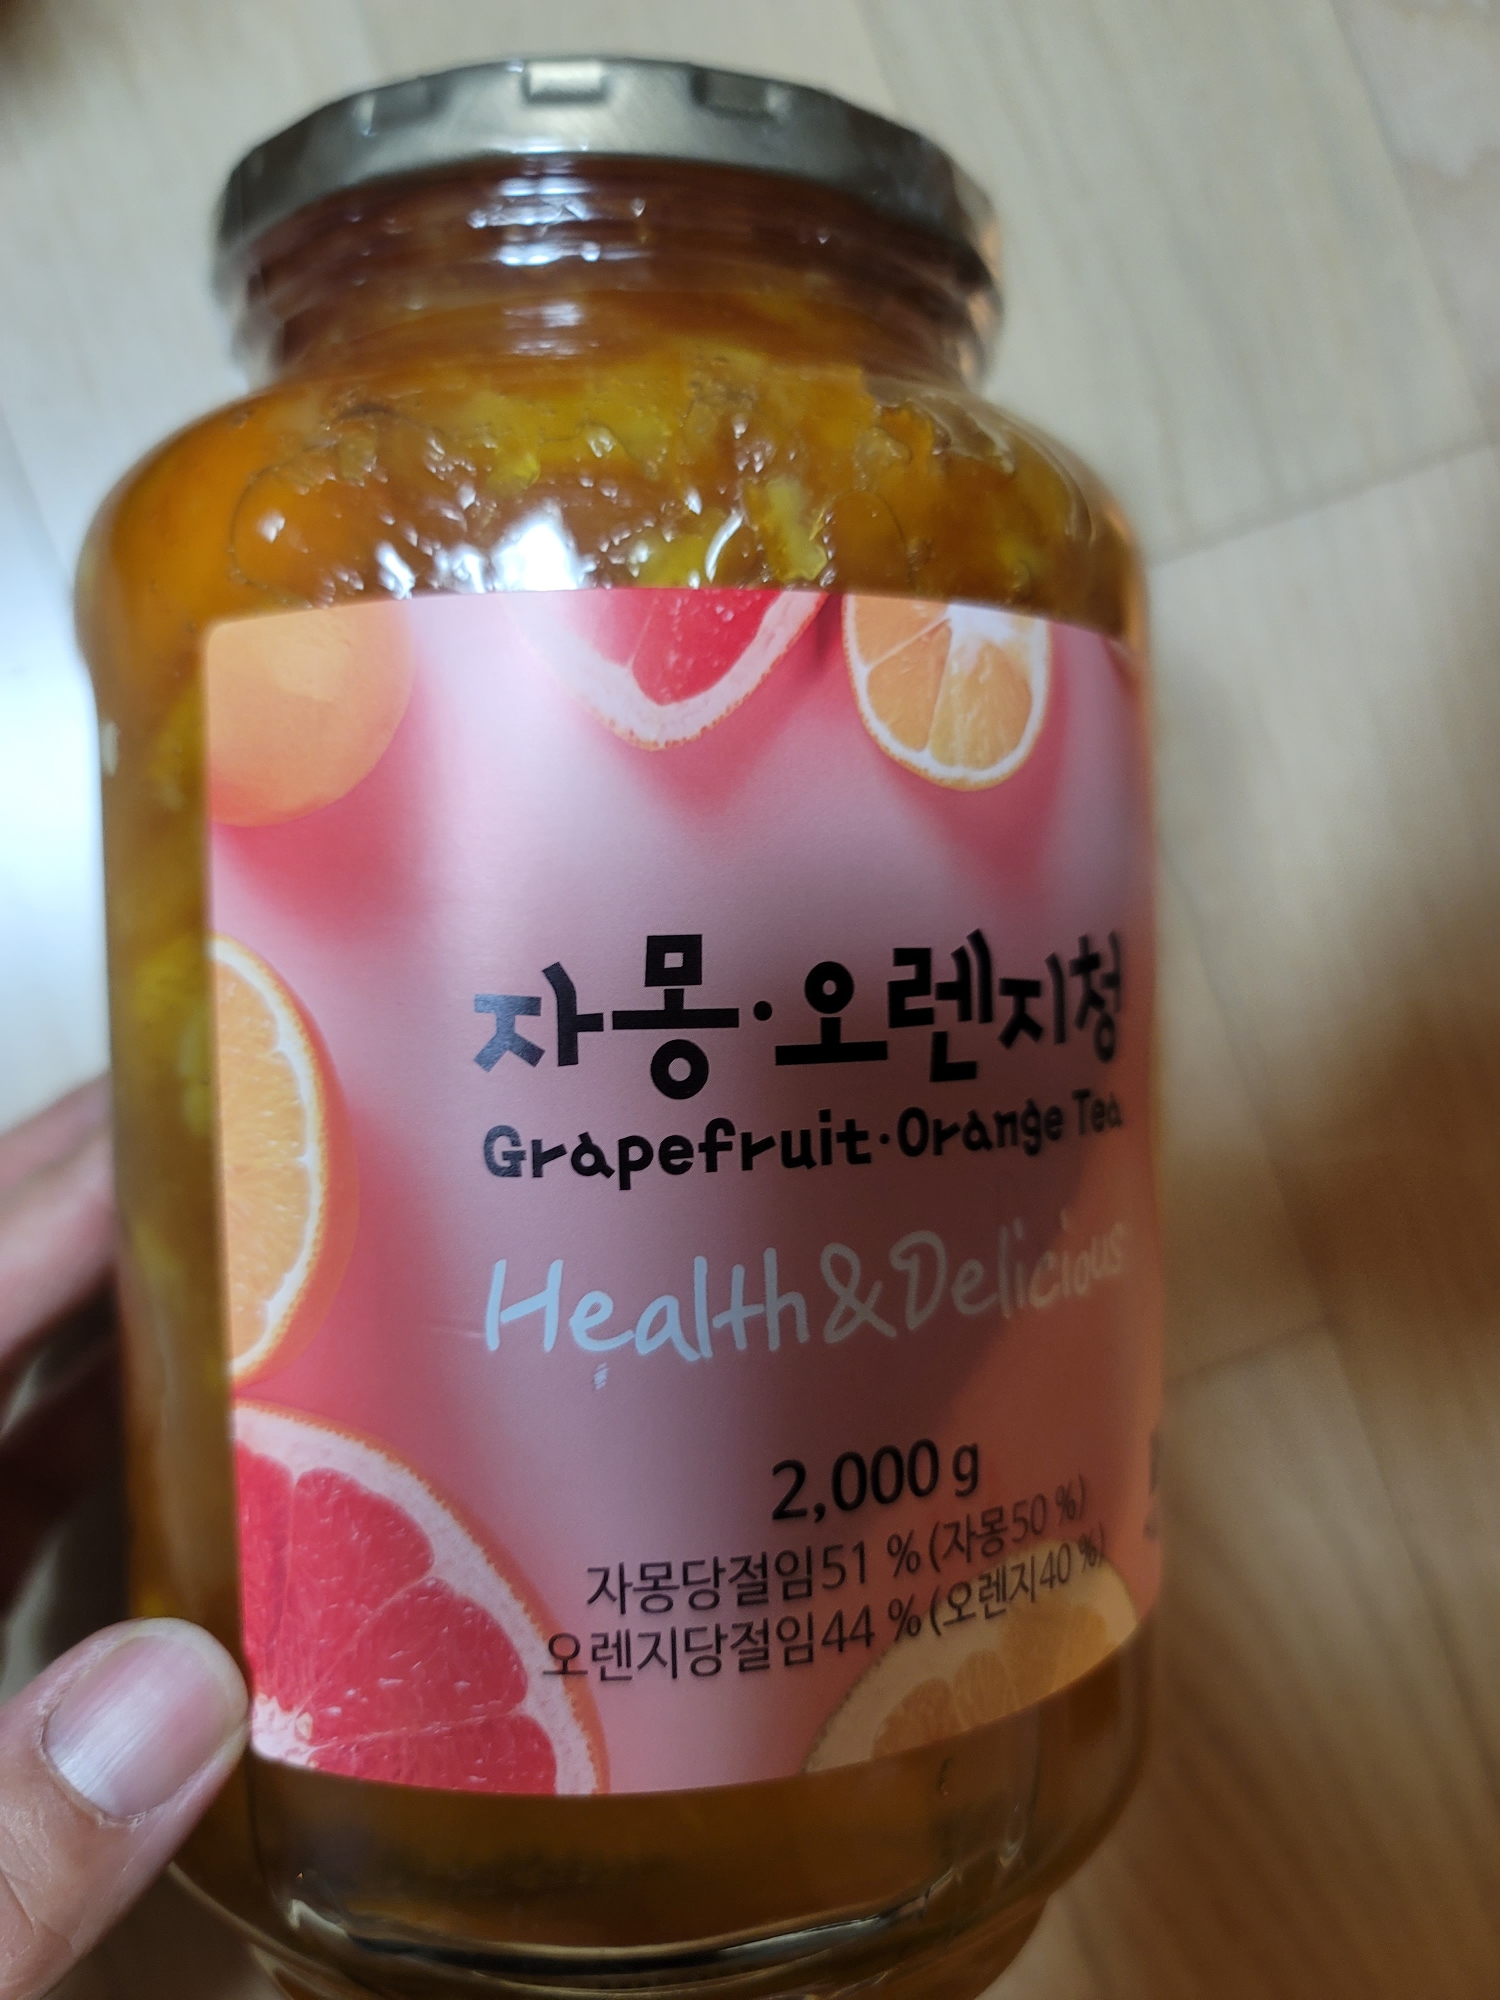 자몽·오렌지청
Grapefruit·Orange Tea
Health&Delicious
2,000 g
자몽당절임51 % (자몽50 %)
오렌지당절임44 % (오렌지40 %)